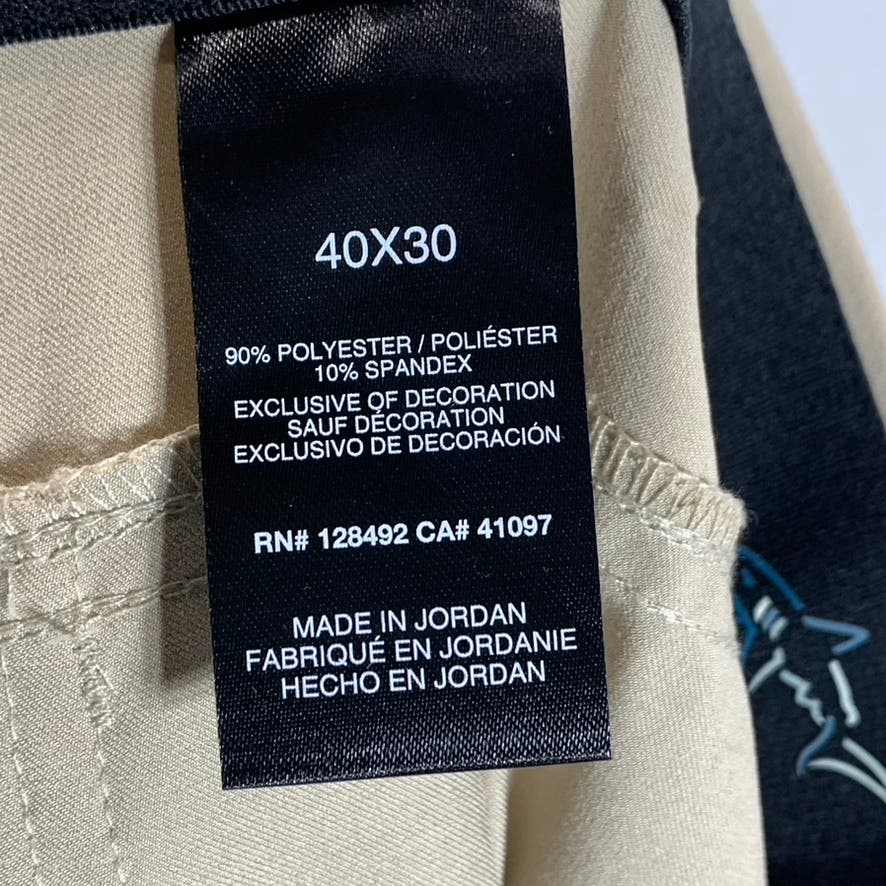 40X30
90% POLYESTER / POLIÉSTER
10% SPANDEX
EXCLUSIVE OF DECORATION
SAUF DÉCORATION
EXCLUSIVO DE DECORACIÓN
RN# 128492 CA# 41097
MADE IN JORDAN
FABRIQUÉ EN JORDANIE
HECHO EN JORDAN